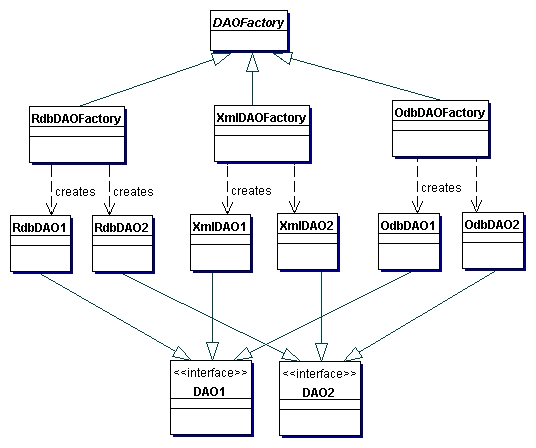 DAOFactory
RdbDAOFactory
XmlDAOFactory
OdbDAOFactory
creates
creates
creates
creates
RdbDAO1
RdbDAO2
XmlDAO1
XmlDAO2
OdbDAO1
OdbDAO2
<<interface>>
DAO1
<<interface>>
DAO2